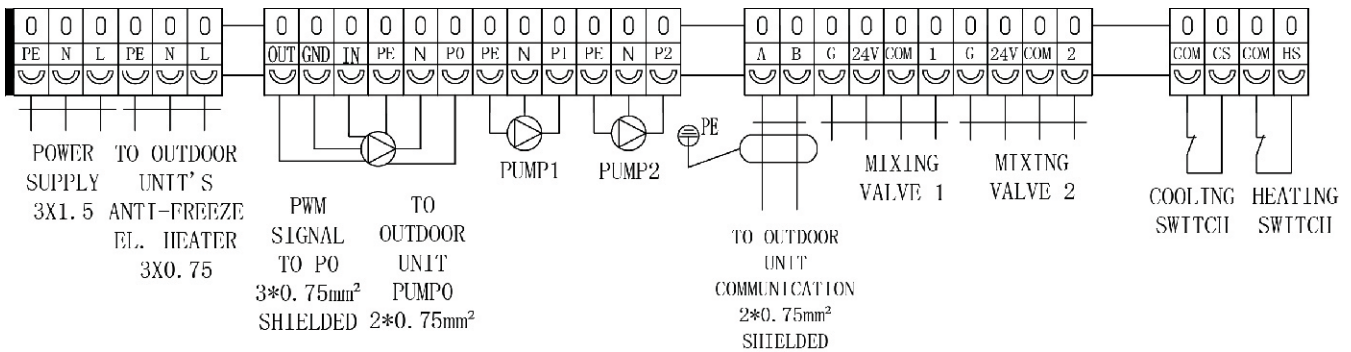 0 0 0 0 0 0 0 0 0 0 0 0 0 0 0 0 0 0 0 0 0 0 0 0 0 0 0 0 0 0 0 0
PE N L PE N L OUT GND IN PE N P0 PE N P1 PE N P2 A B G 24V COM 1 G 24V COM 2 COM CS COM HS
POWER
SUPPLY
3X1.5
TO OUTDOOR
UNIT'S
ANTI-FREEZE
EL. HEATER
3X0.75
PWM
SIGNAL
TO PO
3*0.75mm²
SHIELDED
TO
OUTDOOR
UNIT
PUMP0
2*0.75mm²
PUMP1
PUMP2
PE
TO OUTDOOR
UNIT
COMMUNICATION
2*0.75mm²
SHIELDED
MIXING
VALVE 1
MIXING
VALVE 2
COOLING
SWITCH
HEATING
SWITCH